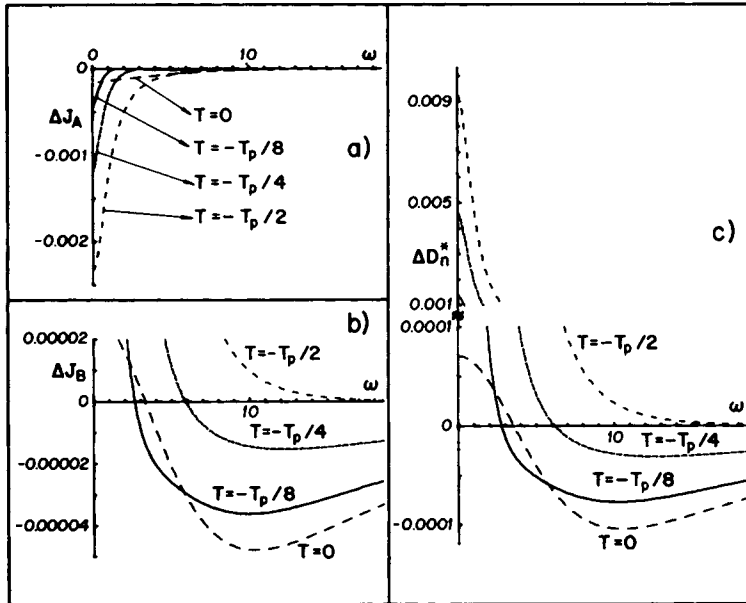 0 10 ω
0
ΔJ_A
T=0
T=−T_p/8
-0.001
a)
T=−T_p/4
T=−T_p/2
-0.002
b)
0.00002
T=−T_p/2
ΔJ_B
ω
0
10
T=−T_p/4
-0.00002
T=−T_p/8
-0.00004
T=0
0.009
0.005
c)
ΔD_n^*
0.001
0.0001
T=−T_p/2
ω
0
10
T=−T_p/4
T=−T_p/8
-0.0001
T=0